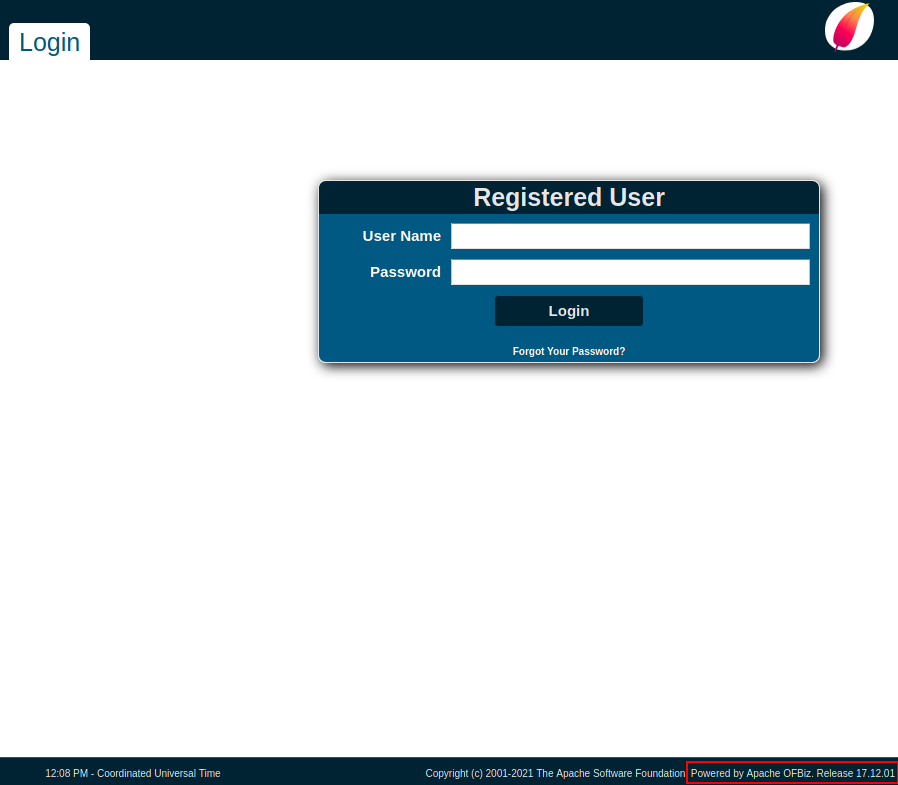 Login
Registered User
User Name
Password
Login
Forgot Your Password?
12:08 PM - Coordinated Universal Time
Copyright (c) 2001-2021 The Apache Software Foundation. Powered by Apache OFBiz. Release 17.12.01